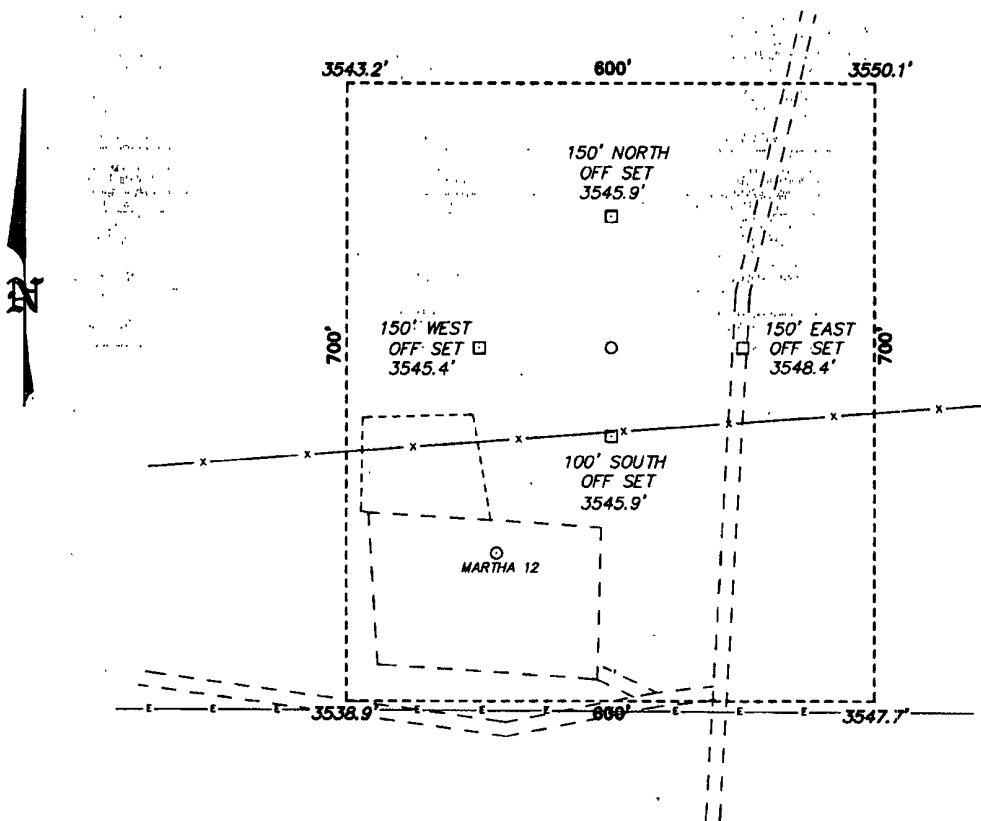 3543.2'
600'
3550.1'
150' NORTH
OFF SET
3545.9'
N
700'
150' WEST
OFF SET
3545.4'
150' EAST
OFF SET
3548.4'
700'
x x x x x x x x
100' SOUTH
OFF SET
3545.9'
MARTHA 12
E E E E E E E E E E
3538.9'
600'
3547.7'